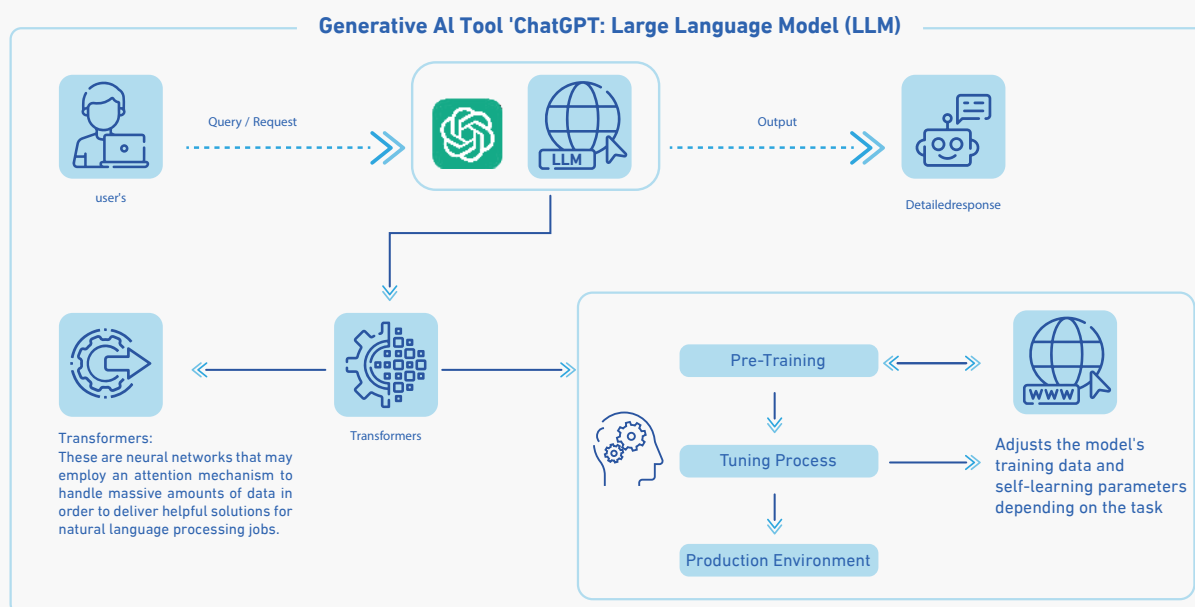 Generative AI Tool 'ChatGPT: Large Language Model (LLM)
Query / Request
Output
LLM
user's
Detailedresponse
Transformers
Transformers:
These are neural networks that may
employ an attention mechanism to
handle massive amounts of data in
order to deliver helpful solutions for
natural language processing jobs.
Pre-Training
Tuning Process
Production Environment
WWW
Adjusts the model's
training data and
self-learning parameters
depending on the task